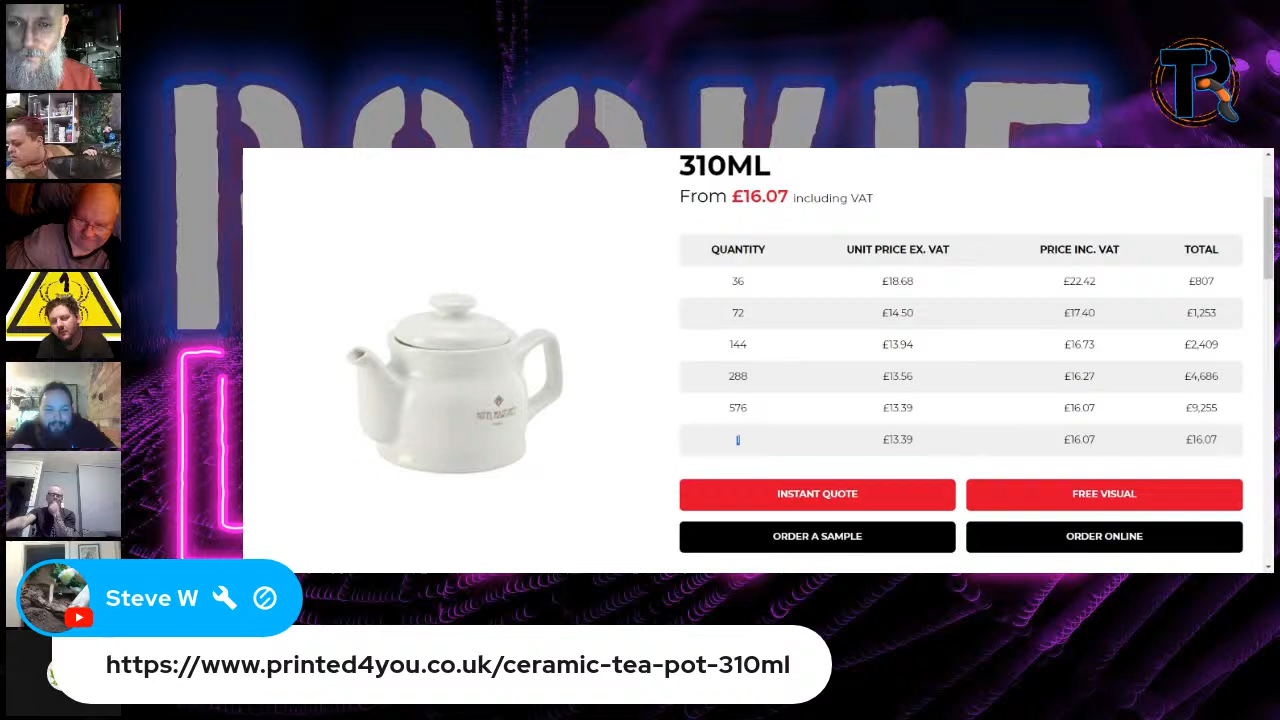 TR
310ML
From £16.07 including VAT
QUANTITY UNIT PRICE EX. VAT PRICE INC. VAT TOTAL
36 £18.68 £22.42 £807
72 £14.50 £17.40 £1,253
144 £13.94 £16.73 £2,409
288 £13.56 £16.27 £4,686
576 £13.39 £16.07 £9,255
£13.39 £16.07 £16.07
INSTANT QUOTE FREE VISUAL
ORDER A SAMPLE ORDER ONLINE
Steve W
https://www.printed4you.co.uk/ceramic-tea-pot-310ml